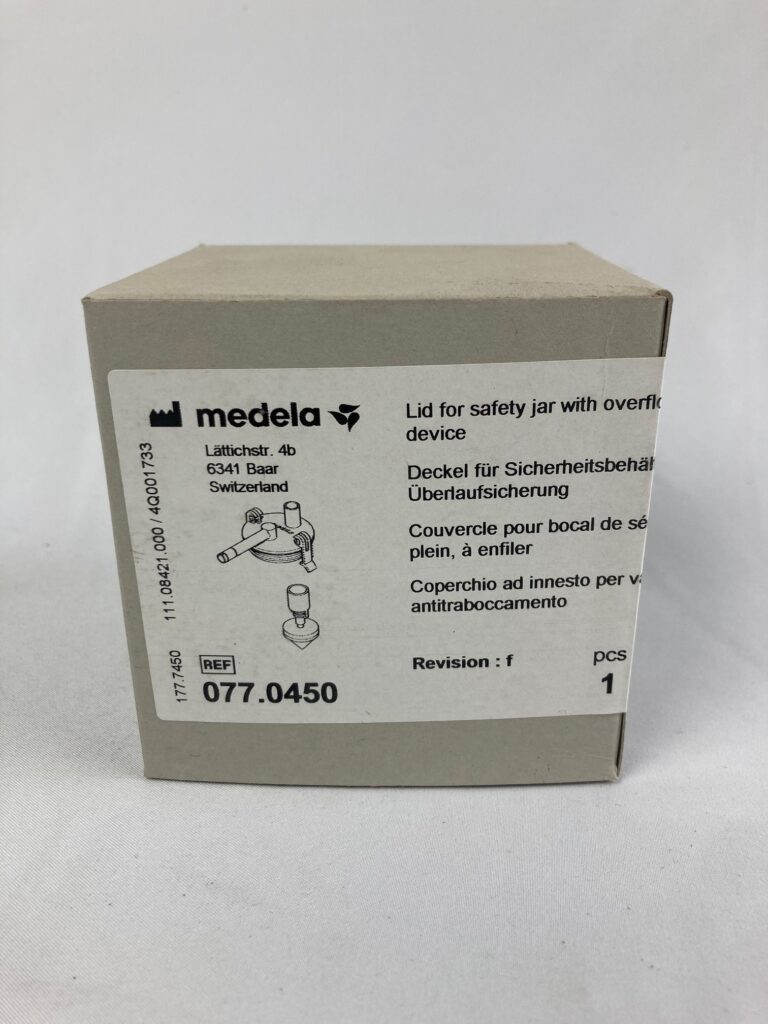 medela
Lättichstr. 4b
6341 Baar
Switzerland
111.08421.000 / 4Q001733
177.7450
REF
077.0450
Lid for safety jar with overflo
device
Deckel für Sicherheitsbehäl
Überlaufsicherung
Couvercle pour bocal de sé
plein, à enfiler
Coperchio ad innesto per va
antitraboccamento
Revision : f
pcs
1